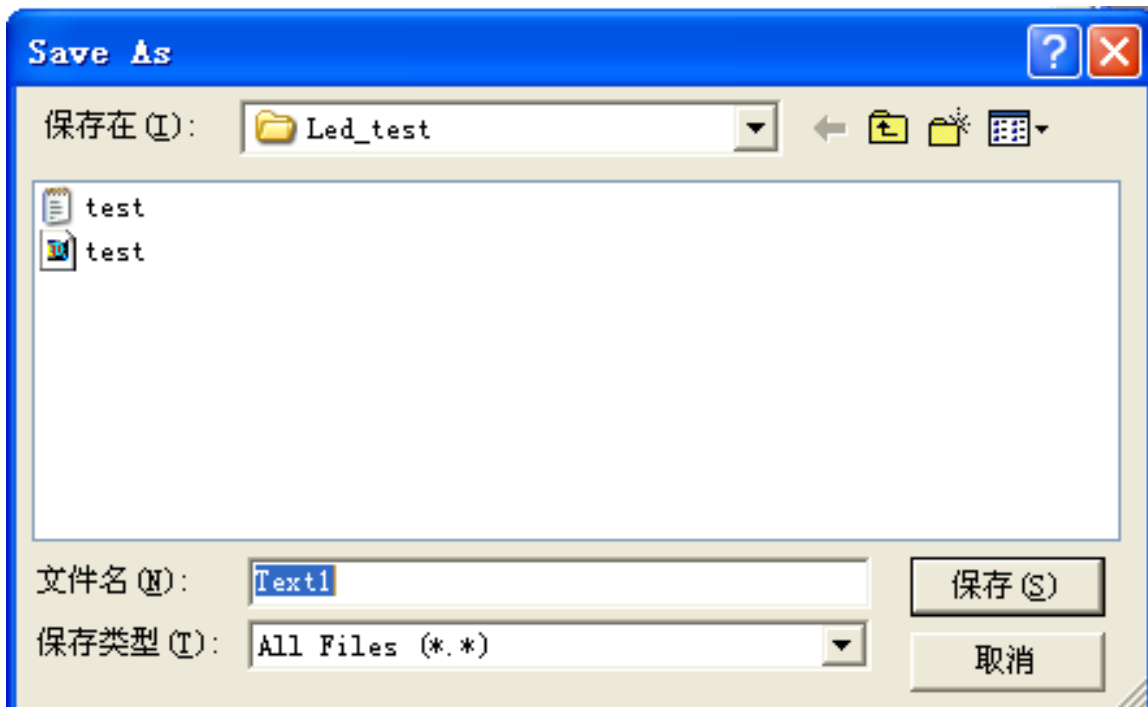 Save As
保存在(I): Led_test
test
test
文件名(N): Text1 保存(S)
保存类型(T): All Files (*.*) 取消